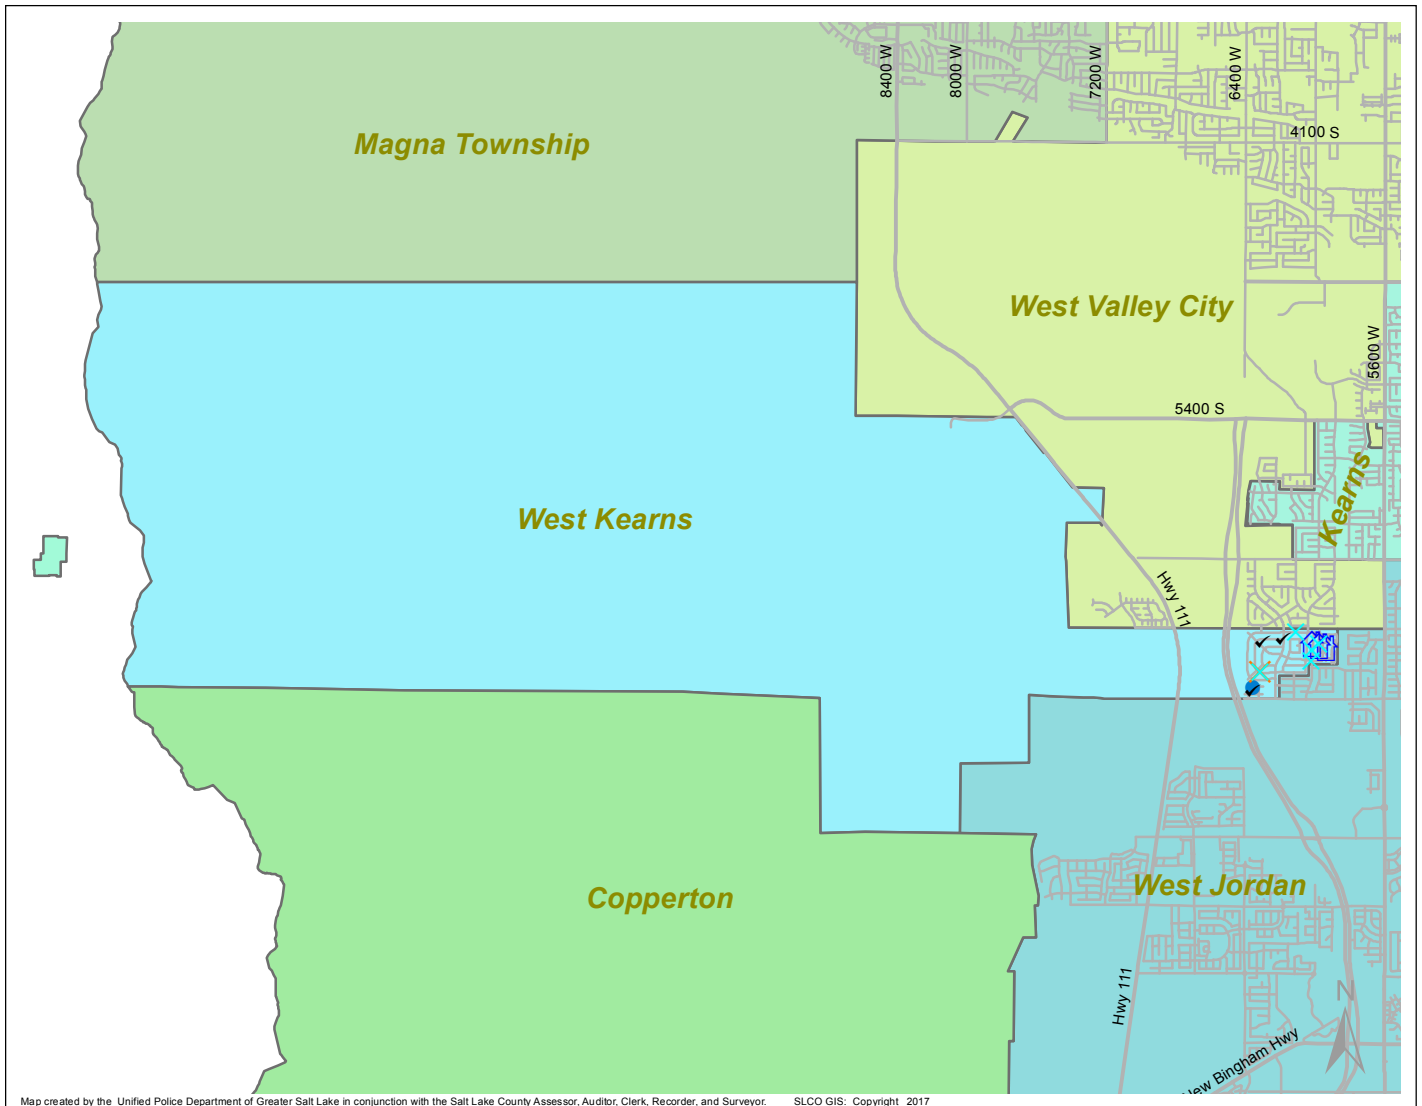 8400 W
8000 W
7200 W
6400 W
4100 S
Magna Township
West Valley City
5600 W
5400 S
Kearns
West Kearns
Hwy 111
West Jordan
Copperton
Hwy 111
N
New Bingham Hwy
Map created by the Unified Police Department of Greater Salt Lake in conjunction with the Salt Lake County Assessor, Auditor, Clerk, Recorder, and Surveyor. SLCO GIS: Copyright 2017